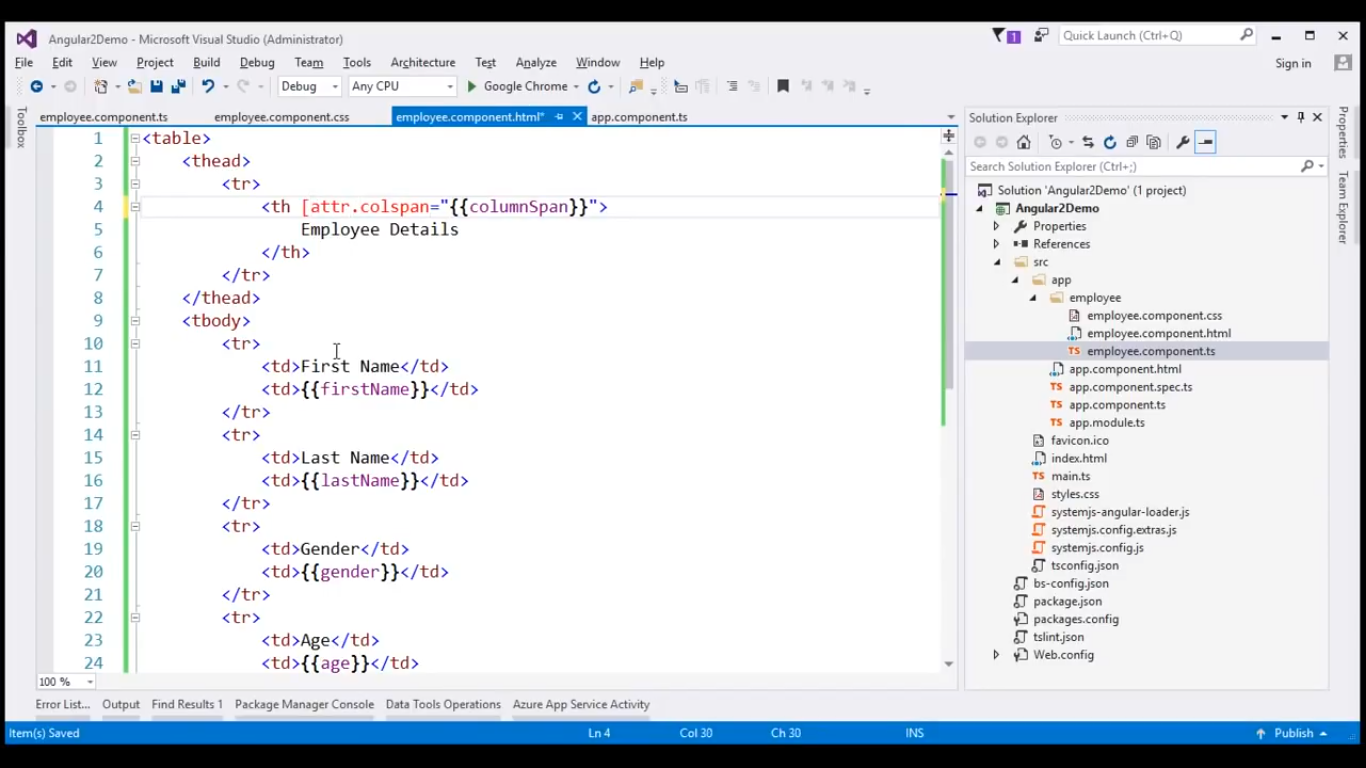 Angular2Demo - Microsoft Visual Studio (Administrator)
1
Quick Launch (Ctrl+Q)
File Edit View Project Build Debug Team Tools Architecture Test Analyze Window Help
Sign in
Debug Any CPU Google Chrome
Toolbox
employee.component.ts employee.component.css employee.component.html* app.component.ts
1 <table>
2 <thead>
3 <tr>
4 <th [attr.colspan="{{columnSpan}}">
5 Employee Details
6 </th>
7 </tr>
8 </thead>
9 <tbody>
10 <tr>
11 <td>First Name</td>
12 <td>{{firstName}}</td>
13 </tr>
14 <tr>
15 <td>Last Name</td>
16 <td>{{lastName}}</td>
17 </tr>
18 <tr>
19 <td>Gender</td>
20 <td>{{gender}}</td>
21 </tr>
22 <tr>
23 <td>Age</td>
24 <td>{{age}}</td>
100 %
Solution Explorer
Search Solution Explorer (Ctrl+;)
Solution 'Angular2Demo' (1 project)
Angular2Demo
Properties
References
src
app
employee
employee.component.css
employee.component.html
TS employee.component.ts
app.component.html
TS app.component.spec.ts
TS app.component.ts
TS app.module.ts
favicon.ico
index.html
TS main.ts
styles.css
systemjs-angular-loader.js
systemjs.config.extras.js
systemjs.config.js
tsconfig.json
bs-config.json
package.json
packages.config
tslint.json
Web.config
Properties
Team Explorer
Error List... Output Find Results 1 Package Manager Console Data Tools Operations Azure App Service Activity
Item(s) Saved Ln 4 Col 30 Ch 30 INS Publish